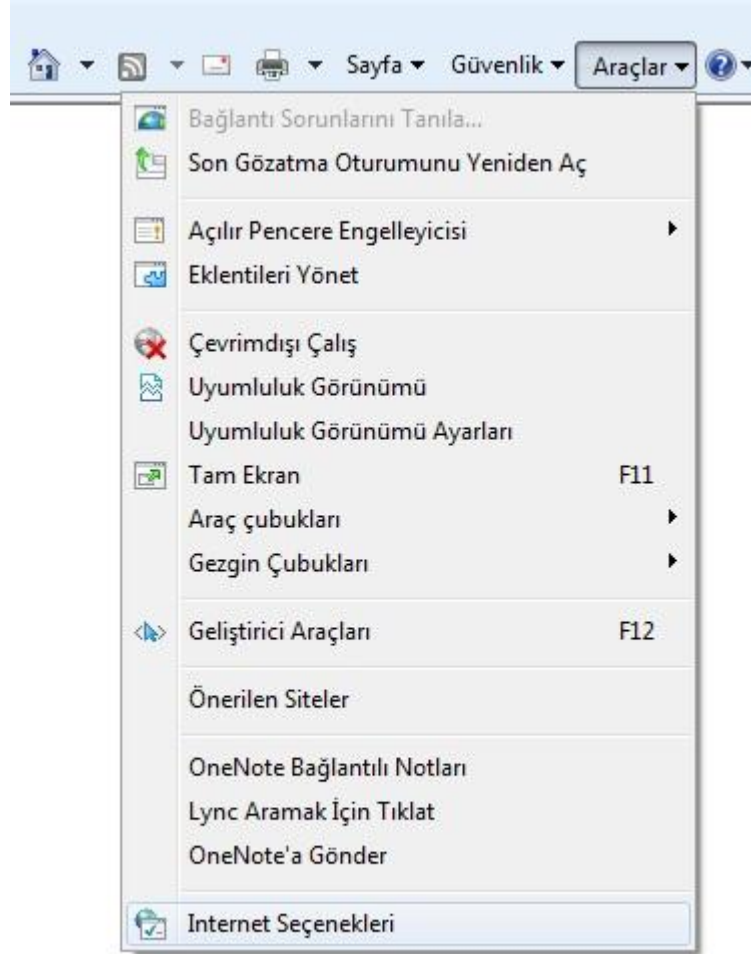 Sayfa Güvenlik Araçlar
Bağlantı Sorunlarını Tanıla...
Son Gözatma Oturumunu Yeniden Aç
Açılır Pencere Engelleyicisi
Eklentileri Yönet
Çevrimdışı Çalış
Uyumluluk Görünümü
Uyumluluk Görünümü Ayarları
Tam Ekran F11
Araç çubukları
Gezgin Çubukları
Geliştirici Araçları F12
Önerilen Siteler
OneNote Bağlantılı Notları
Lync Aramak İçin Tıklat
OneNote'a Gönder
Internet Seçenekleri